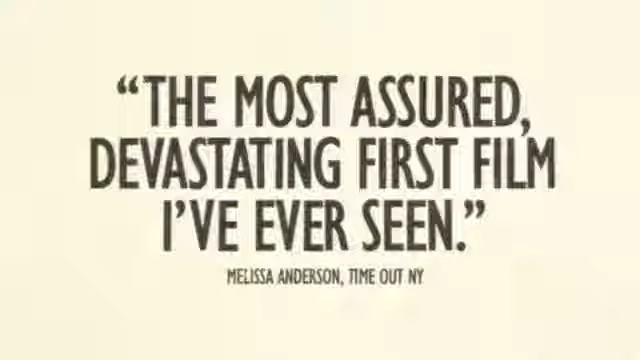 “THE MOST ASSURED,
DEVASTATING FIRST FILM
I’VE EVER SEEN.”
MELISSA ANDERSON, TIME OUT NY